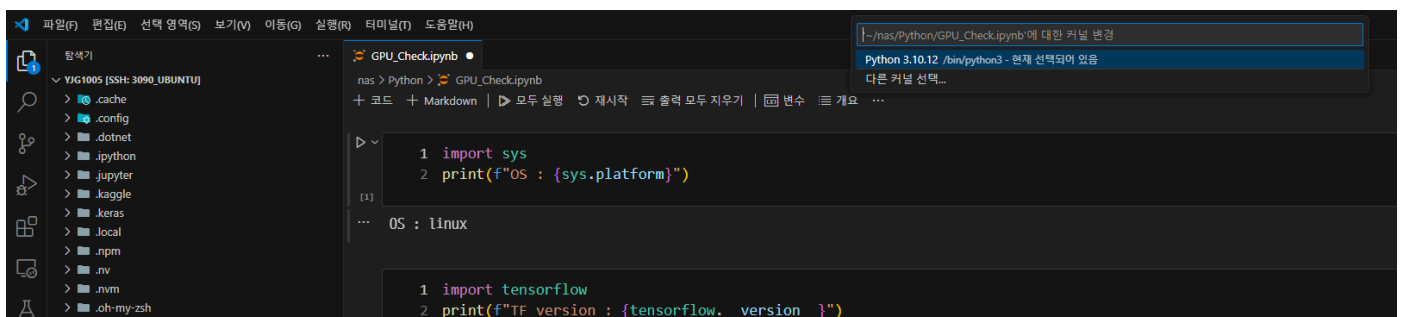 파일(F) 편집(E) 선택 영역(S) 보기(V) 이동(G) 실행(R) 터미널(T) 도움말(H)
'~/nas/Python/GPU_Check.ipynb'에 대한 커널 변경
Python 3.10.12 /bin/python3 - 현재 선택되어 있음
다른 커널 선택...
탐색기 ...
1
YJG1005 [SSH: 3090_UBUNTU]
.cache
.config
.dotnet
.ipython
.jupyter
.kaggle
.keras
.local
.npm
.nv
.nvm
.oh-my-zsh
GPU_Check.ipynb
nas > Python > GPU_Check.ipynb
+ 코드 + Markdown | 모두 실행 재시작 출력 모두 지우기 | 변수 개요 ...
1 import sys
2 print(f"OS : {sys.platform}")
[1]
... OS : linux
1 import tensorflow
2 print(f"TF version : {tensorflow.__version__}")